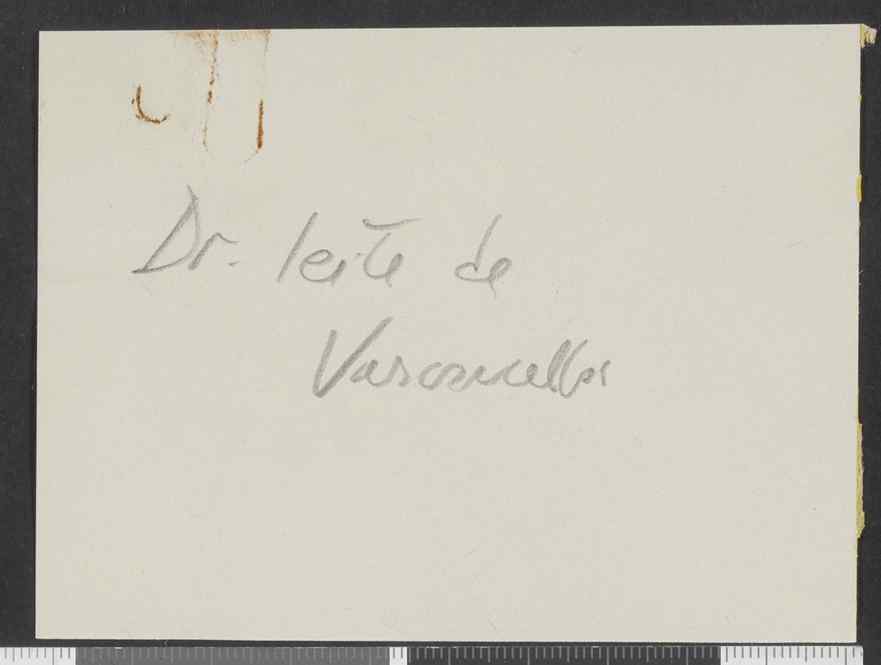 Dr. Leite de
Vasconcellos